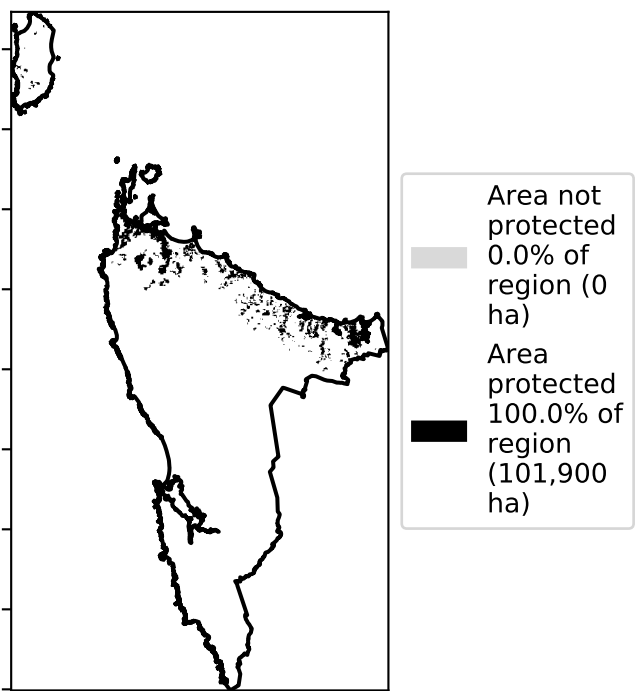 Area not
protected
0.0% of
region (0
ha)
Area
protected
100.0% of
region
(101,900
ha)